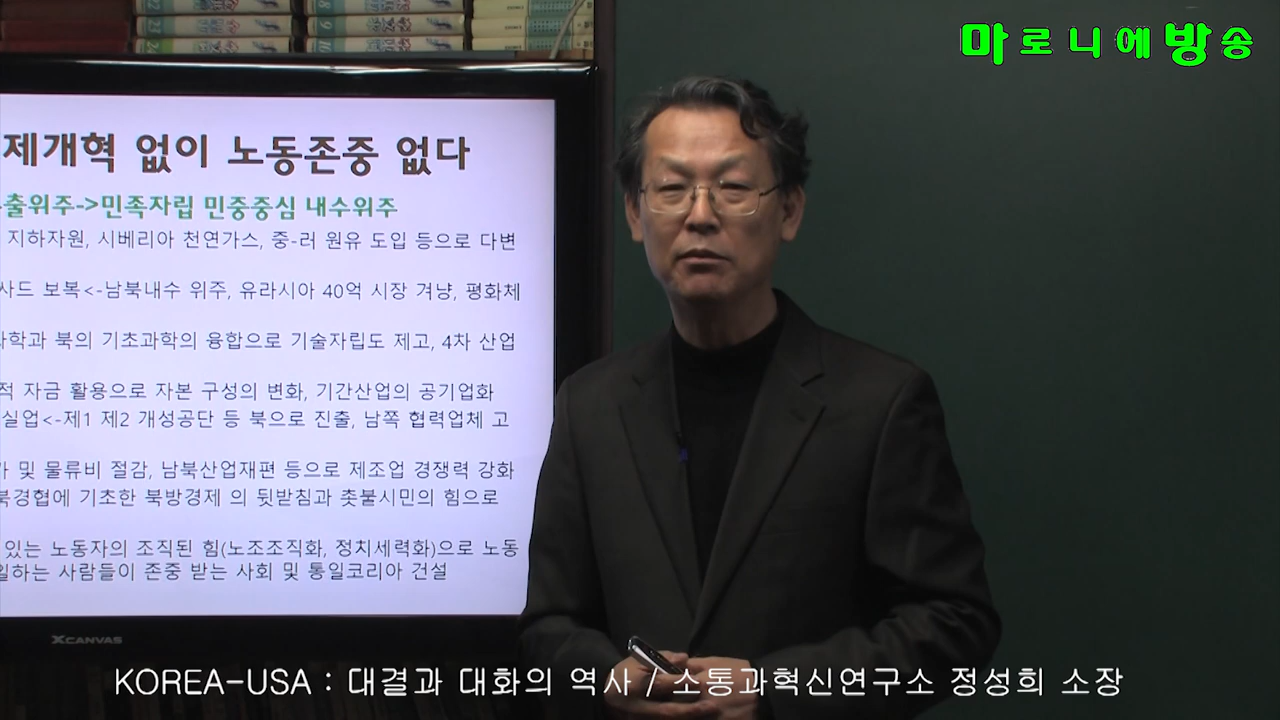 마로니에방송
제개혁 없이 노동존중 없다
출위주->민족자립 민중중심 내수위주
지하자원, 시베리아 천연가스, 중-러 원유 도입 등으로 다변
사드 보복<-남북내수 위주, 유라시아 40억 시장 겨냥, 평화체
과학과 북의 기초과학의 융합으로 기술자립도 제고, 4차 산업
적 자금 활용으로 자본 구성의 변화, 기간산업의 공기업화
실업<-제1 제2 개성공단 등 북으로 진출, 남쪽 협력업체 고
및 물류비 절감, 남북산업재편 등으로 제조업 경쟁력 강화
북경협에 기초한 북방경제 의 뒷받침과 촛불시민의 힘으로
있는 노동자의 조직된 힘(노조조직화, 정치세력화)으로 노동
일하는 사람들이 존중 받는 사회 및 통일코리아 건설
XCANVAS
KOREA-USA : 대결과 대화의 역사 / 소통과혁신연구소 정성희 소장